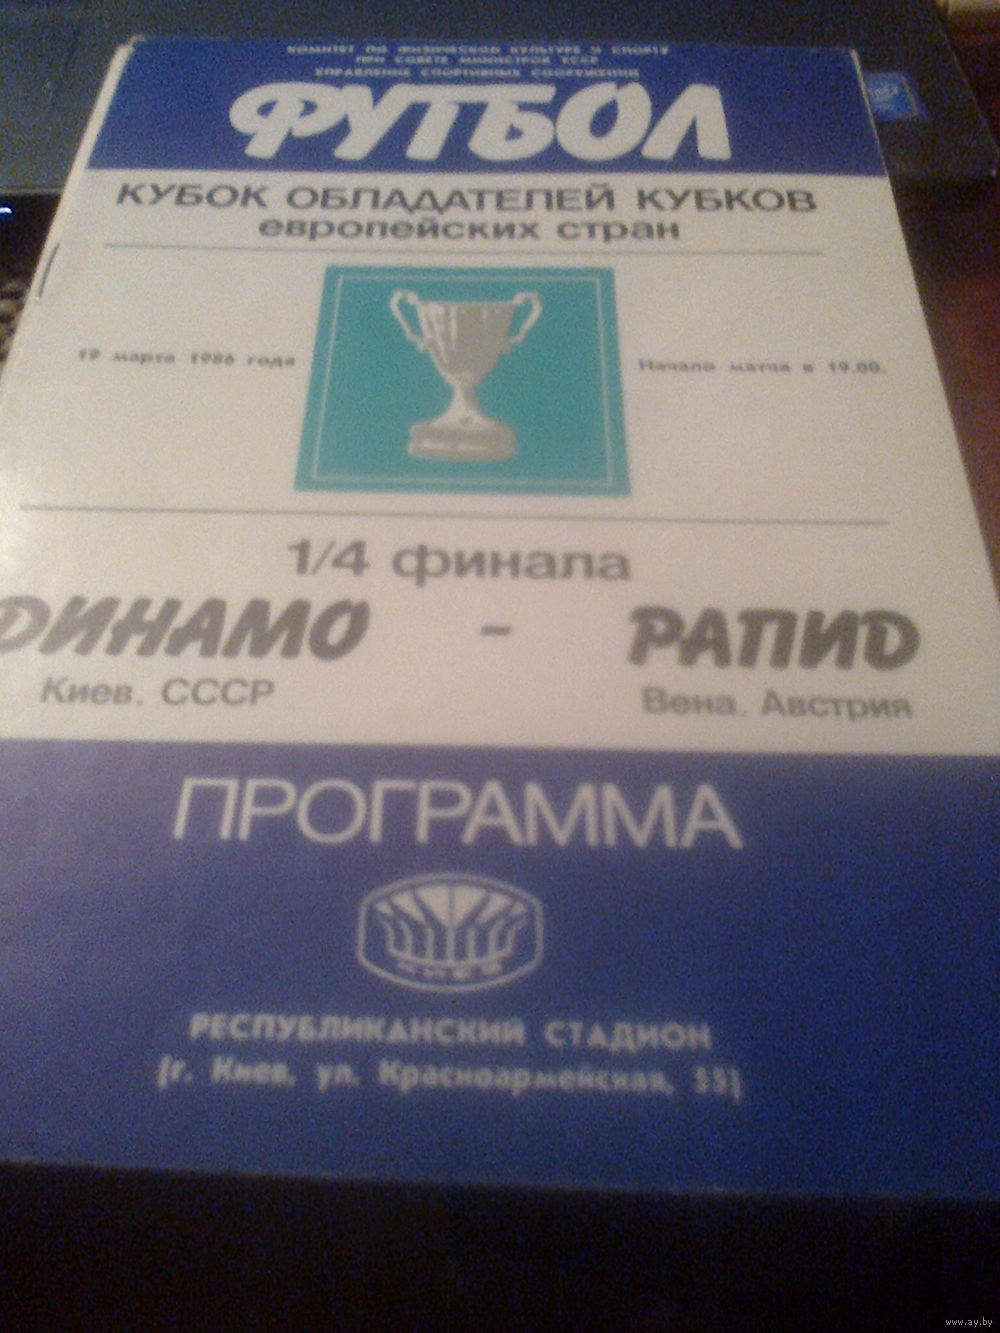 КОМИТЕТ ПО ФИЗИЧЕСКОЙ КУЛЬТУРЕ И СПОРТУ
ПРИ СОВЕТЕ МИНИСТРОВ УССР
УПРАВЛЕНИЕ СПОРТИВНЫХ СООРУЖЕНИЙ
ФУТБОЛ
КУБОК ОБЛАДАТЕЛЕЙ КУБКОВ
европейских стран
19 марта 1986 года
Начало матча в 19.00.
1/4 финала
ДИНАМО - РАПИД
Киев. СССР
Вена. Австрия
ПРОГРАММА
КИЕВ
РЕСПУБЛИКАНСКИЙ СТАДИОН
(г. Киев, ул. Красноармейская, 55)
www.ay.by